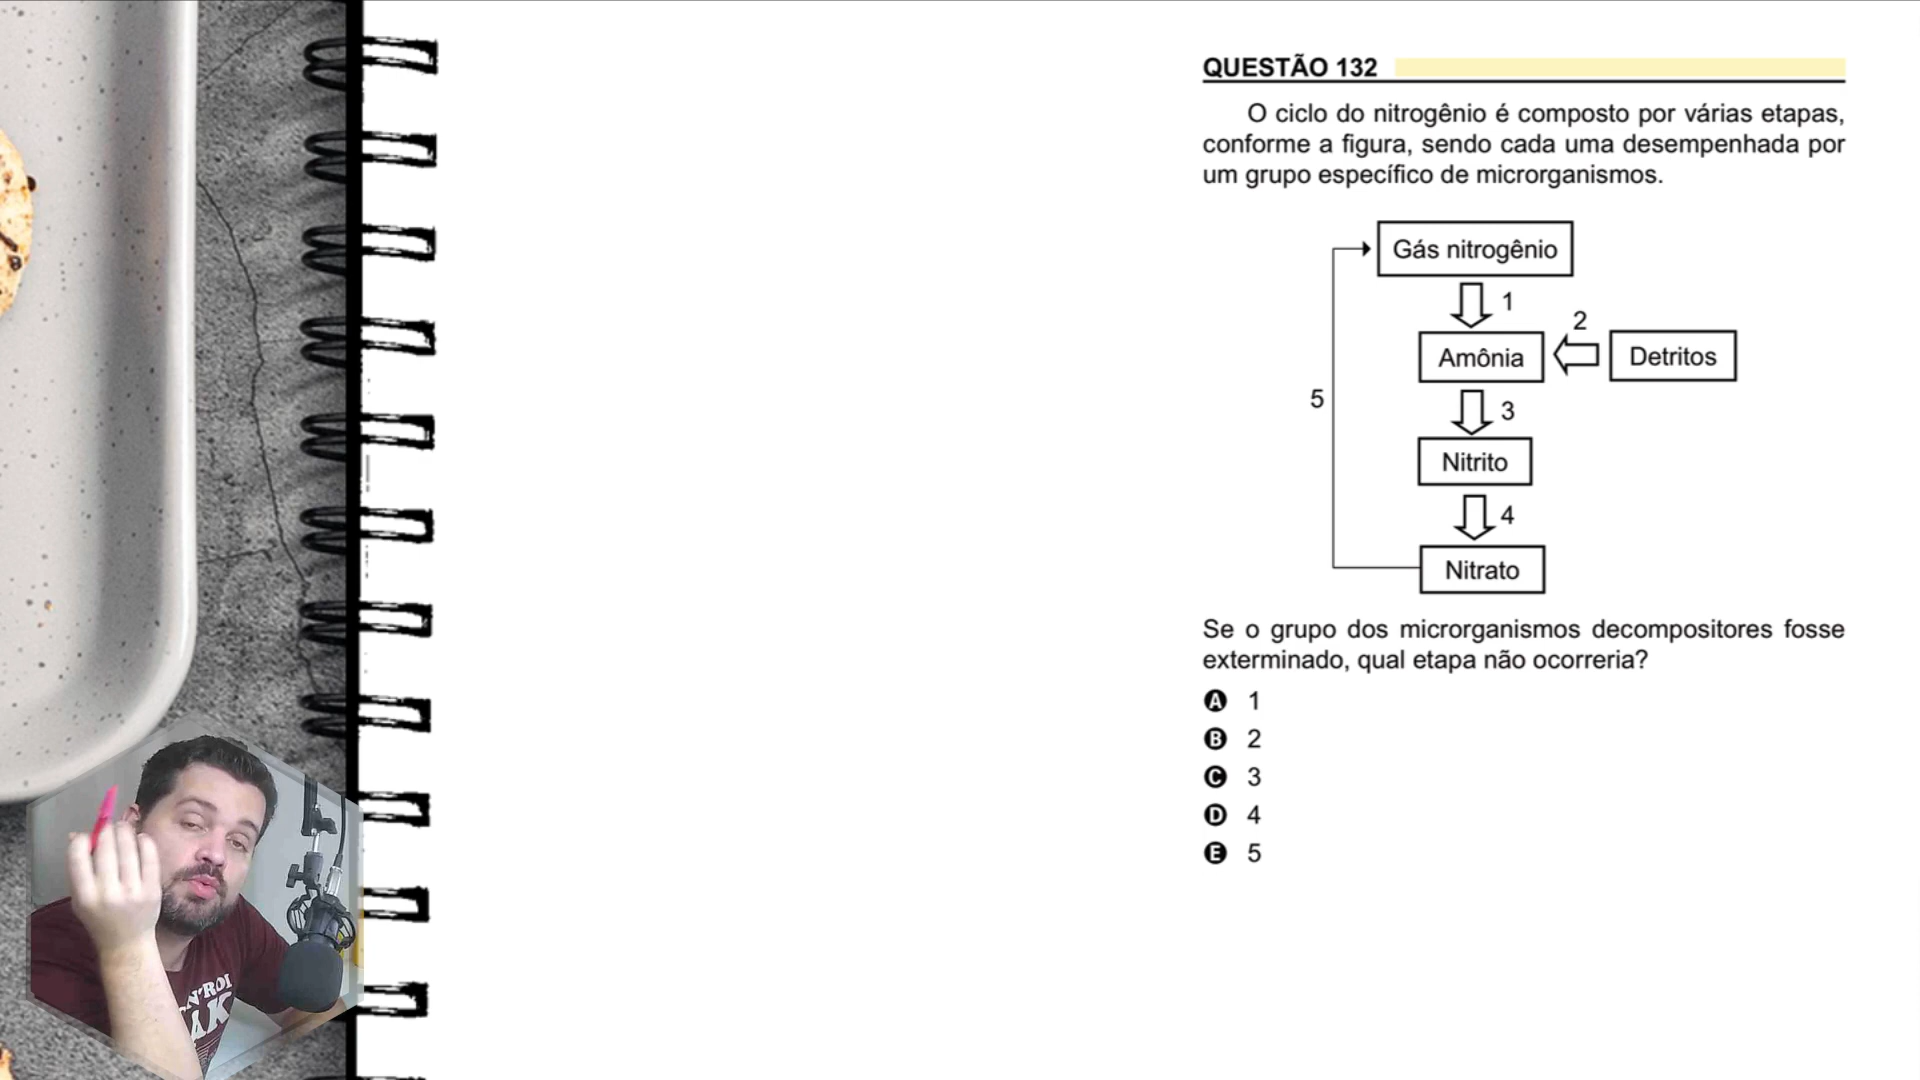 QUESTÃO 132
O ciclo do nitrogênio é composto por várias etapas,
conforme a figura, sendo cada uma desempenhada por
um grupo específico de microrganismos.
Gás nitrogênio
1
2
Amônia
Detritos
5
3
Nitrito
4
Nitrato
Se o grupo dos microrganismos decompositores fosse
exterminado, qual etapa não ocorreria?
A 1
B 2
C 3
D 4
E 5